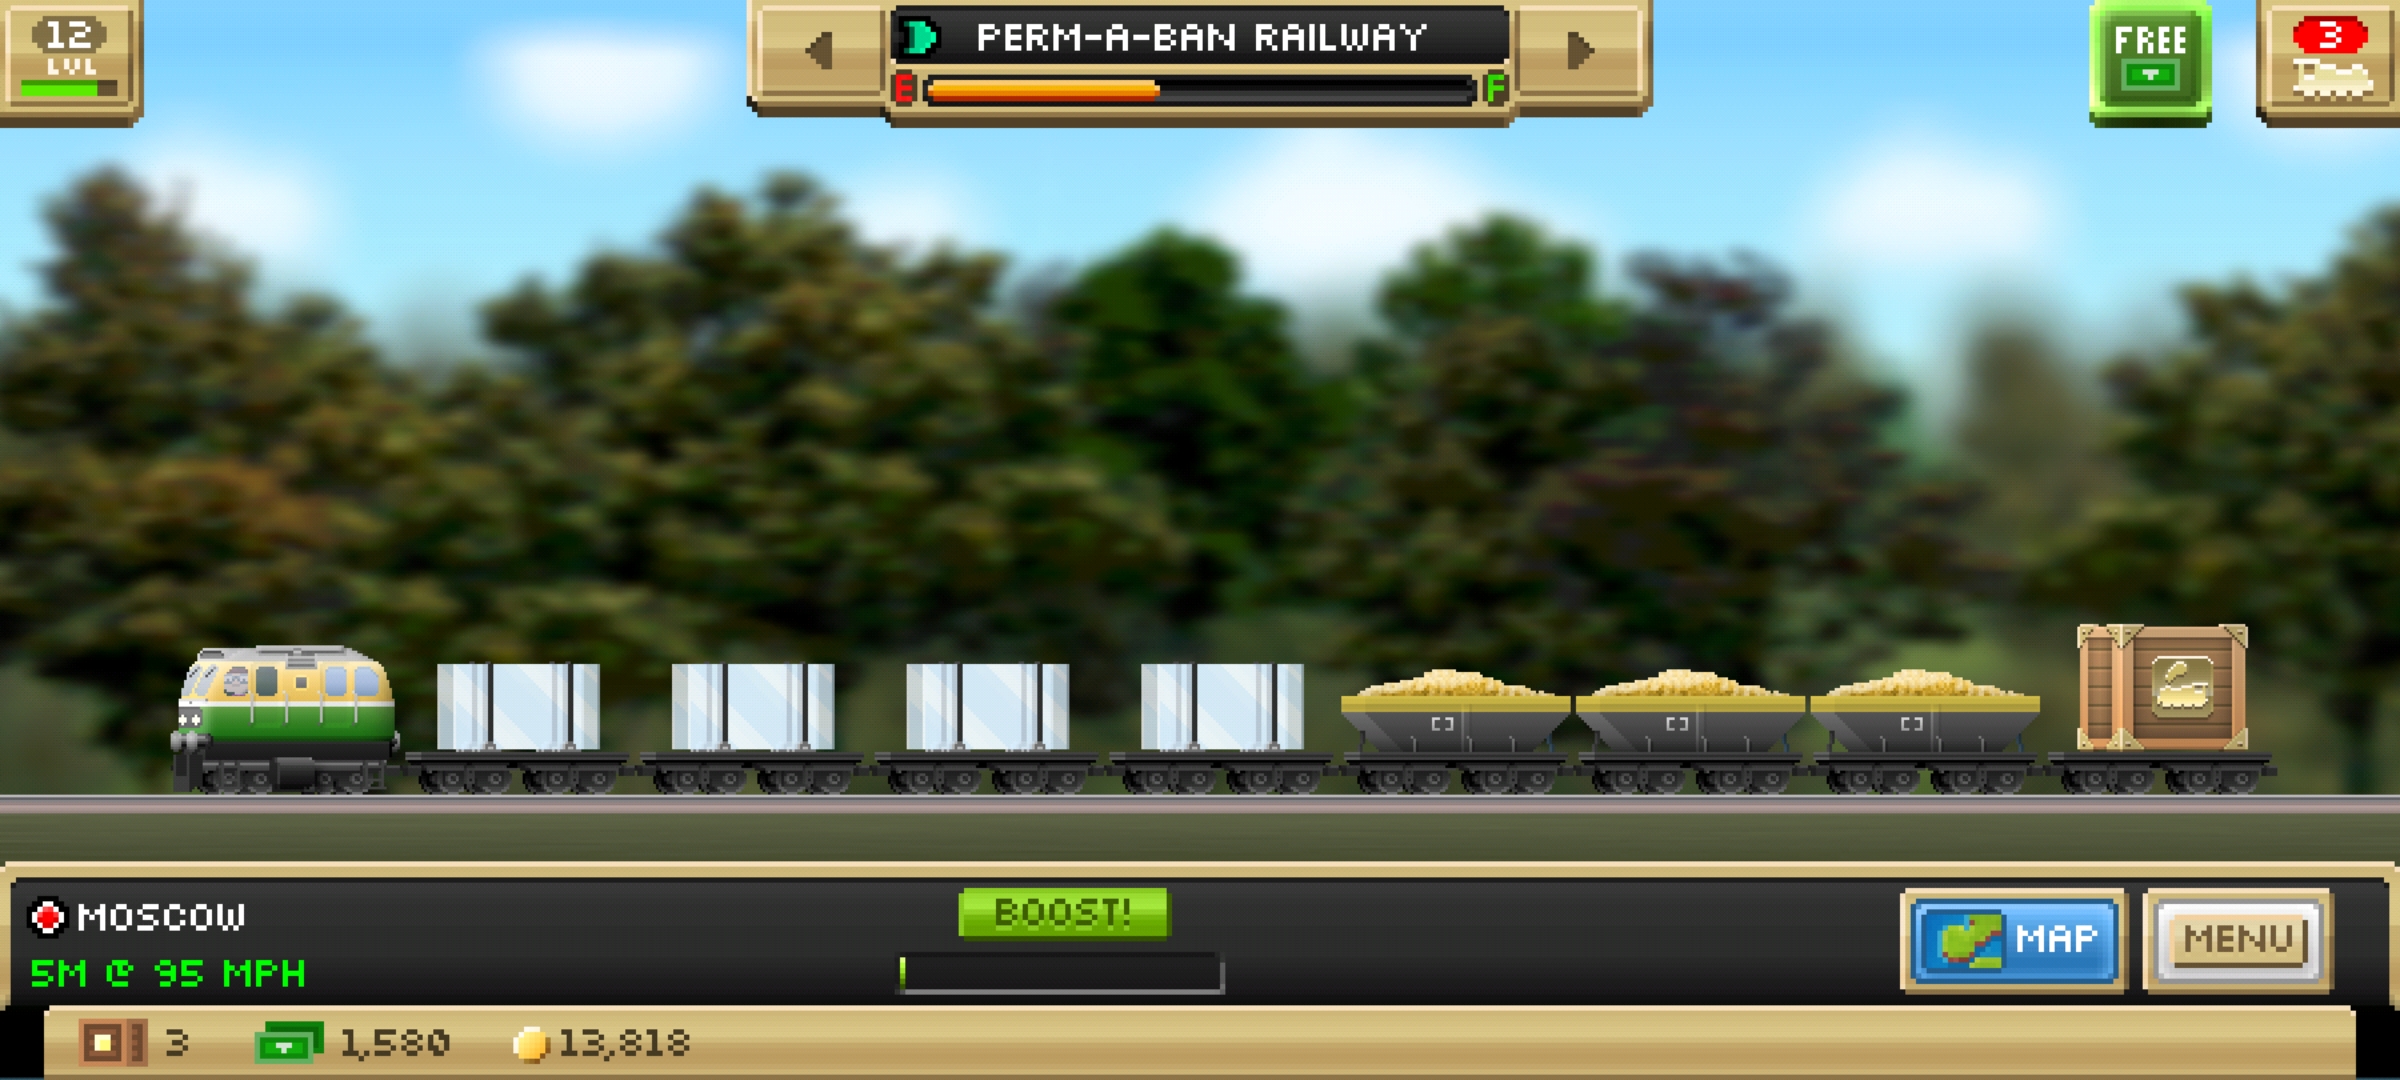 12
LVL
PERM-A-BAN RAILWAY
E F
FREE
3
MOSCOW
5M @ 95 MPH
BOOST!
MAP
MENU
3 1,580 13,818